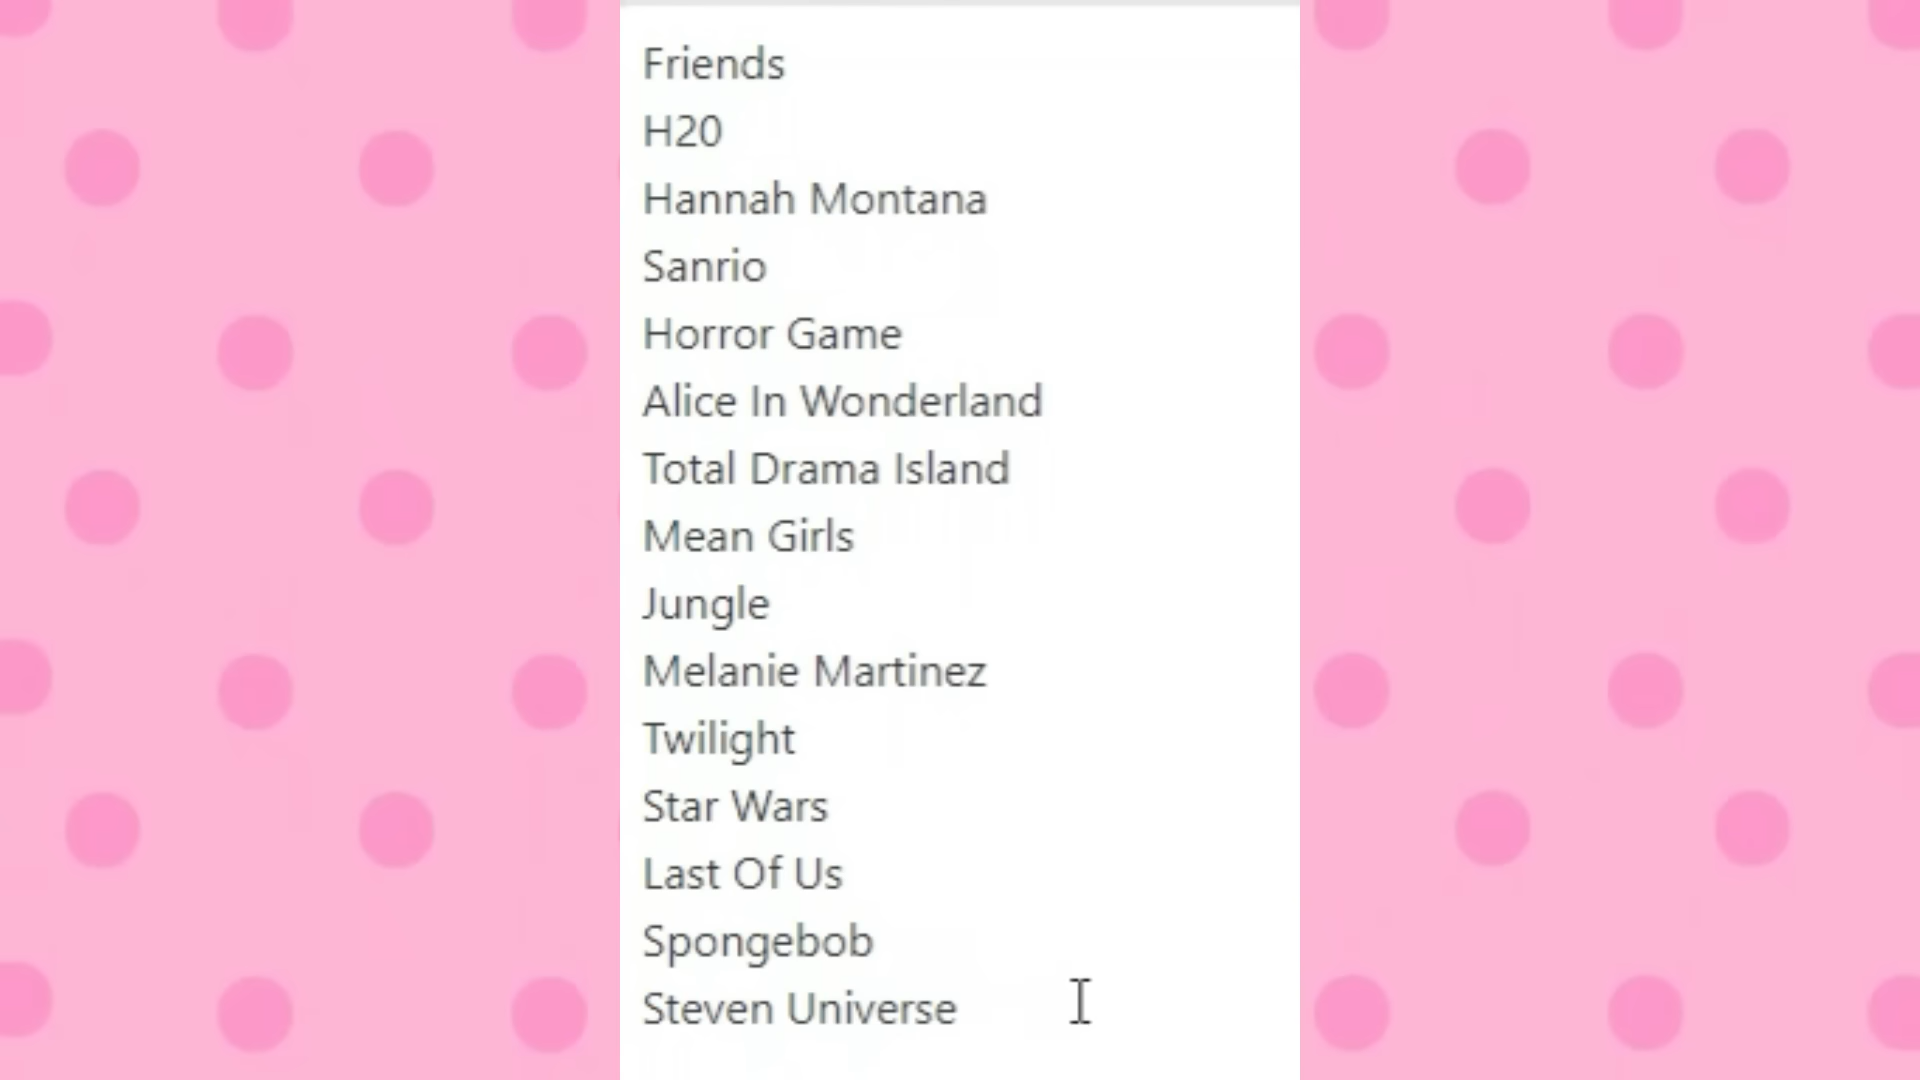 Friends
H20
Hannah Montana
Sanrio
Horror Game
Alice In Wonderland
Total Drama Island
Mean Girls
Jungle
Melanie Martinez
Twilight
Star Wars
Last Of Us
Spongebob
Steven Universe